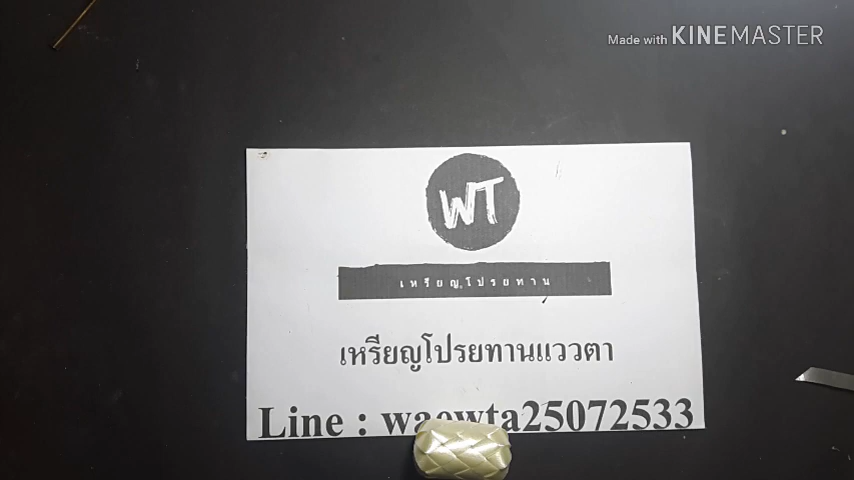 Made with KINEMASTER
WT
เหรียญโปรยทาน
เหรียญโปรยทานแววตา
Line : waewta25072533